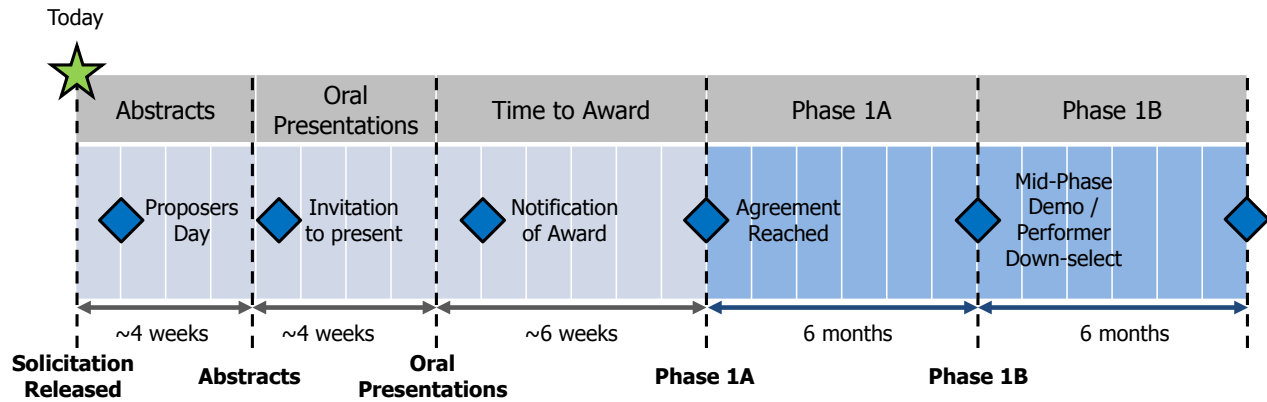 Today
Abstracts
Oral
Presentations
Time to Award
Phase 1A
Phase 1B
Proposers
Day
Invitation
to present
Notification
of Award
Agreement
Reached
Mid-Phase
Demo /
Performer
Down-select
~4 weeks
~4 weeks
~6 weeks
6 months
6 months
Solicitation
Released
Abstracts
Oral
Presentations
Phase 1A
Phase 1B